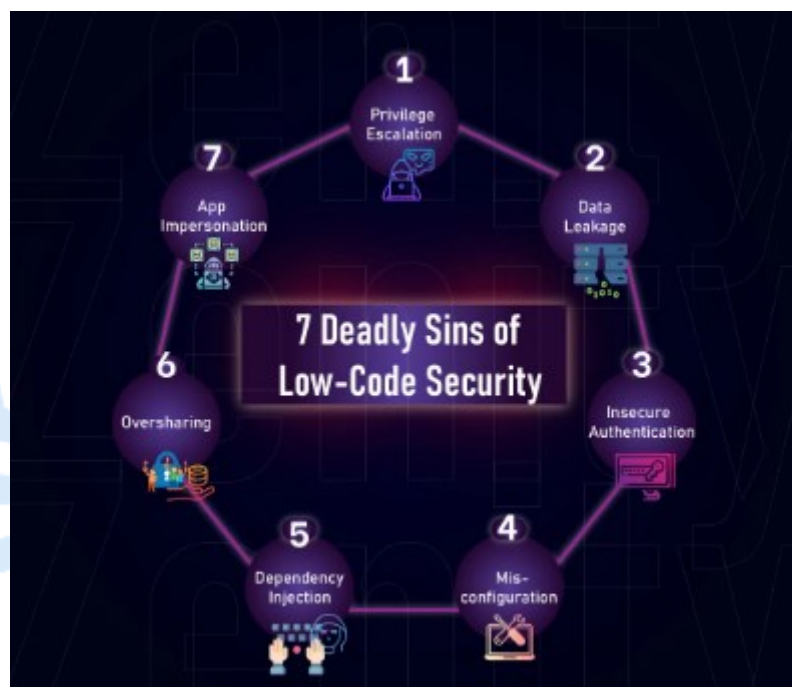 1
Privilege
Escalation
2
Data
Leakage
3
Insecure
Authentication
4
Mis-
configuration
5
Dependency
Injection
6
Oversharing
7
App
Impersonation
7 Deadly Sins of
Low-Code Security